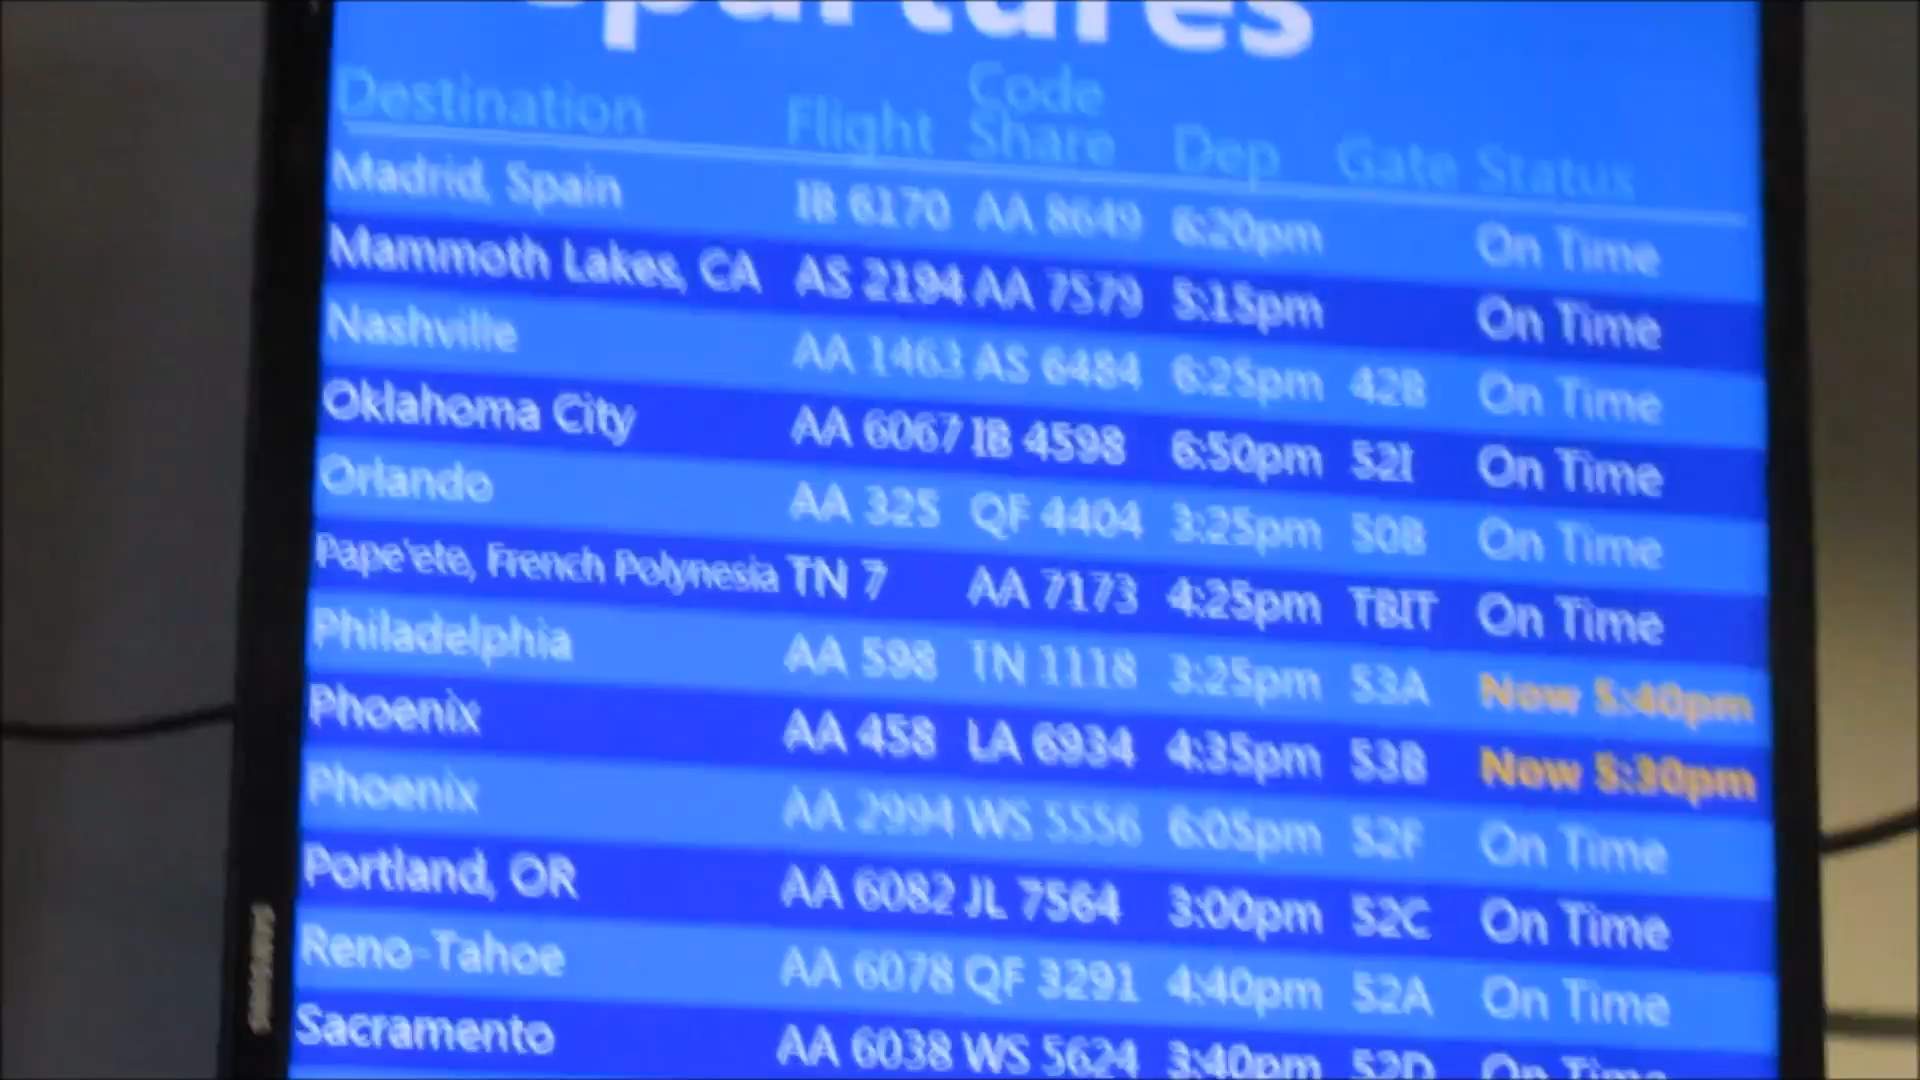 Destination Flight Code Share Dep Gate Status
Madrid, Spain IB 6170 AA 8649 6:20pm On Time
Mammoth Lakes, CA AS 2194 AA 7579 5:15pm On Time
Nashville AA 1463 AS 6484 6:25pm 42B On Time
Oklahoma City AA 6067 IB 4598 6:50pm 52I On Time
Orlando AA 325 QF 4404 3:25pm 50B On Time
Pape'ete, French Polynesia TN 7 AA 7173 4:25pm TBIT On Time
Philadelphia AA 598 TN 1118 3:25pm 53A Now 5:40pm
Phoenix AA 458 LA 6934 4:35pm 53B Now 5:30pm
Phoenix AA 2994 WS 5556 6:05pm 52F On Time
Portland, OR AA 6082 JL 7564 3:00pm 52C On Time
Reno-Tahoe AA 6078 QF 3291 4:40pm 52A On Time
Sacramento AA 6038 WS 5624 3:40pm 52D On Time
SAMSUNG